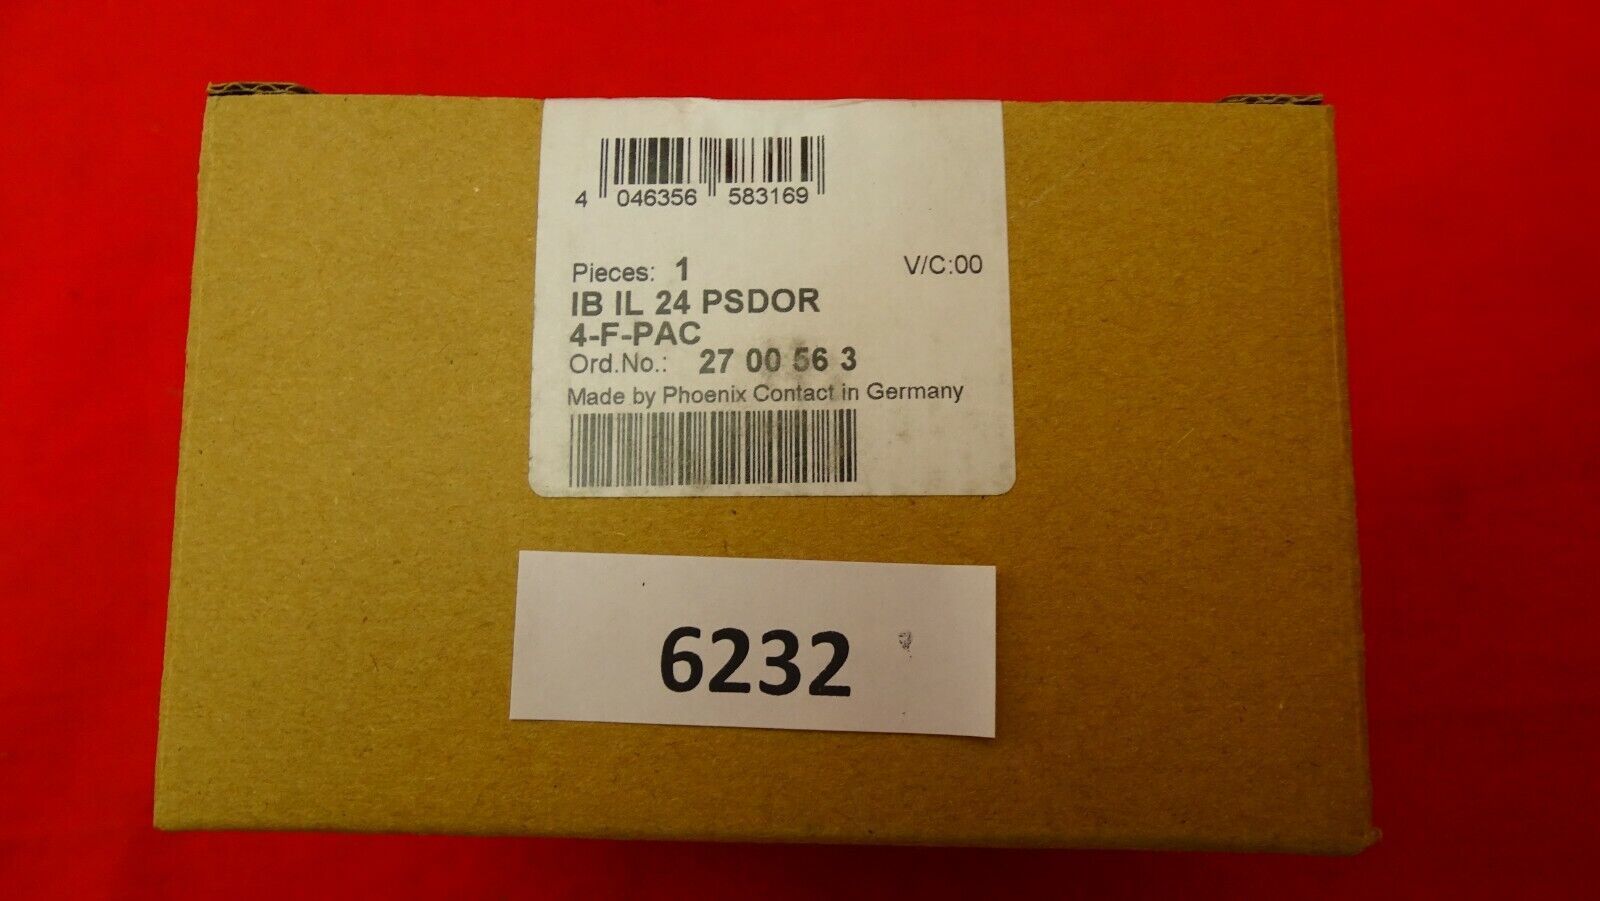 4 046356 583169
Pieces: 1 V/C:00
IB IL 24 PSDOR
4-F-PAC
Ord.No.: 27 00 56 3
Made by Phoenix Contact in Germany
6232